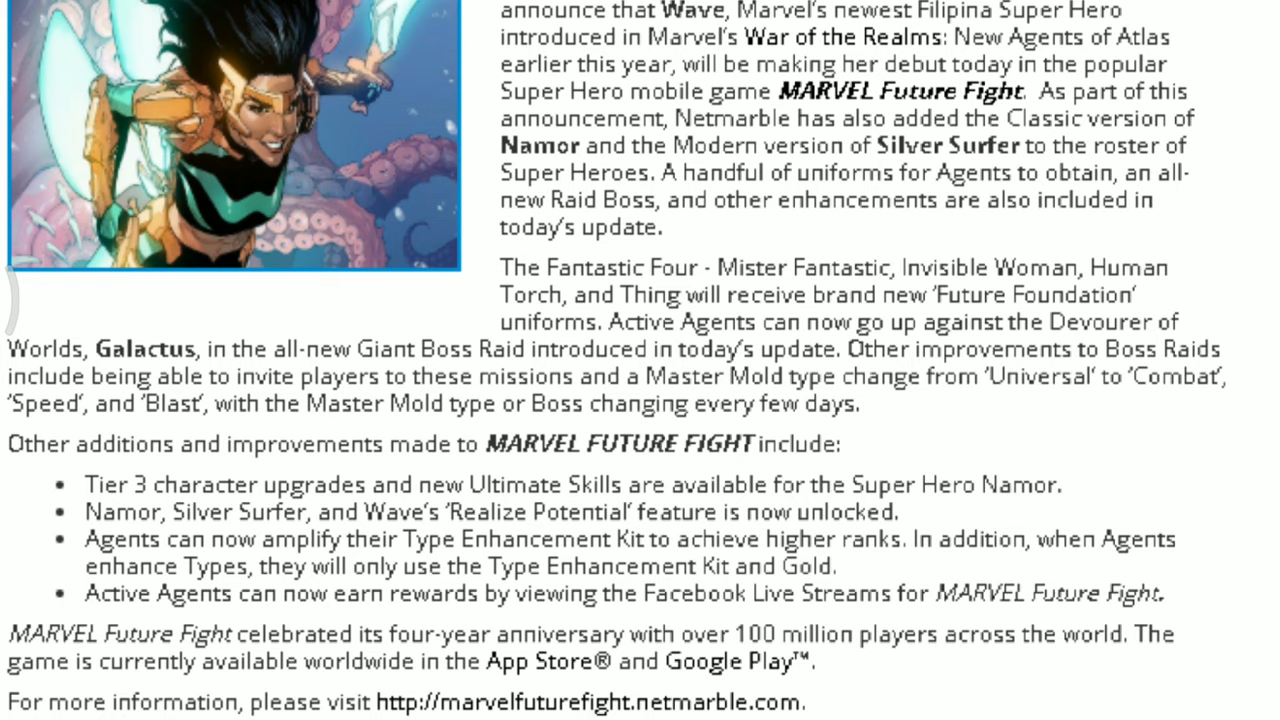 announce that Wave, Marvel's newest Filipina Super Hero
introduced in Marvel's War of the Realms: New Agents of Atlas
earlier this year, will be making her debut today in the popular
Super Hero mobile game MARVEL Future Fight. As part of this
announcement, Netmarble has also added the Classic version of
Namor and the Modern version of Silver Surfer to the roster of
Super Heroes. A handful of uniforms for Agents to obtain, an all-
new Raid Boss, and other enhancements are also included in
today's update.
The Fantastic Four - Mister Fantastic, Invisible Woman, Human
Torch, and Thing will receive brand new 'Future Foundation'
uniforms. Active Agents can now go up against the Devourer of
Worlds, Galactus, in the all-new Giant Boss Raid introduced in today's update. Other improvements to Boss Raids
include being able to invite players to these missions and a Master Mold type change from 'Universal' to 'Combat',
'Speed', and 'Blast', with the Master Mold type or Boss changing every few days.
Other additions and improvements made to MARVEL FUTURE FIGHT include:
• Tier 3 character upgrades and new Ultimate Skills are available for the Super Hero Namor.
• Namor, Silver Surfer, and Wave's 'Realize Potential' feature is now unlocked.
• Agents can now amplify their Type Enhancement Kit to achieve higher ranks. In addition, when Agents
enhance Types, they will only use the Type Enhancement Kit and Gold.
• Active Agents can now earn rewards by viewing the Facebook Live Streams for MARVEL Future Fight.
MARVEL Future Fight celebrated its four-year anniversary with over 100 million players across the world. The
game is currently available worldwide in the App Store® and Google Play™.
For more information, please visit http://marvelfuturefight.netmarble.com.